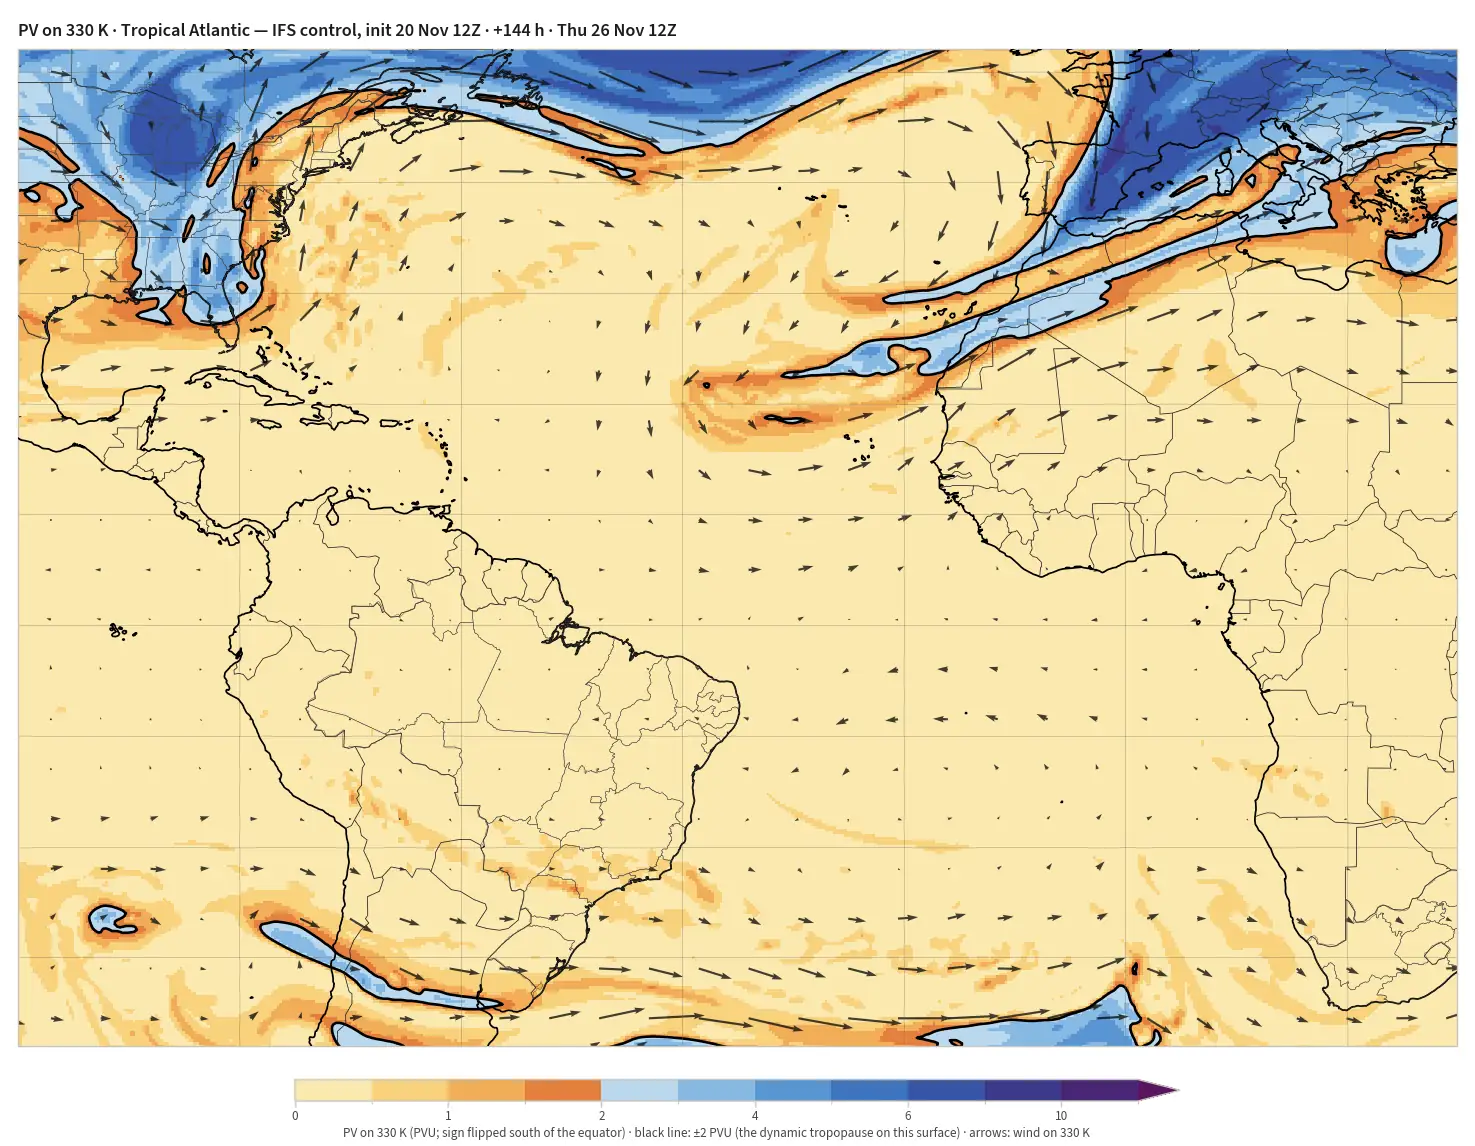 PV on 330 K · Tropical Atlantic — IFS control, init 20 Nov 12Z · +144 h · Thu 26 Nov 12Z
0 1 2 4 6 10
PV on 330 K (PVU; sign flipped south of the equator) · black line: ±2 PVU (the dynamic tropopause on this surface) · arrows: wind on 330 K